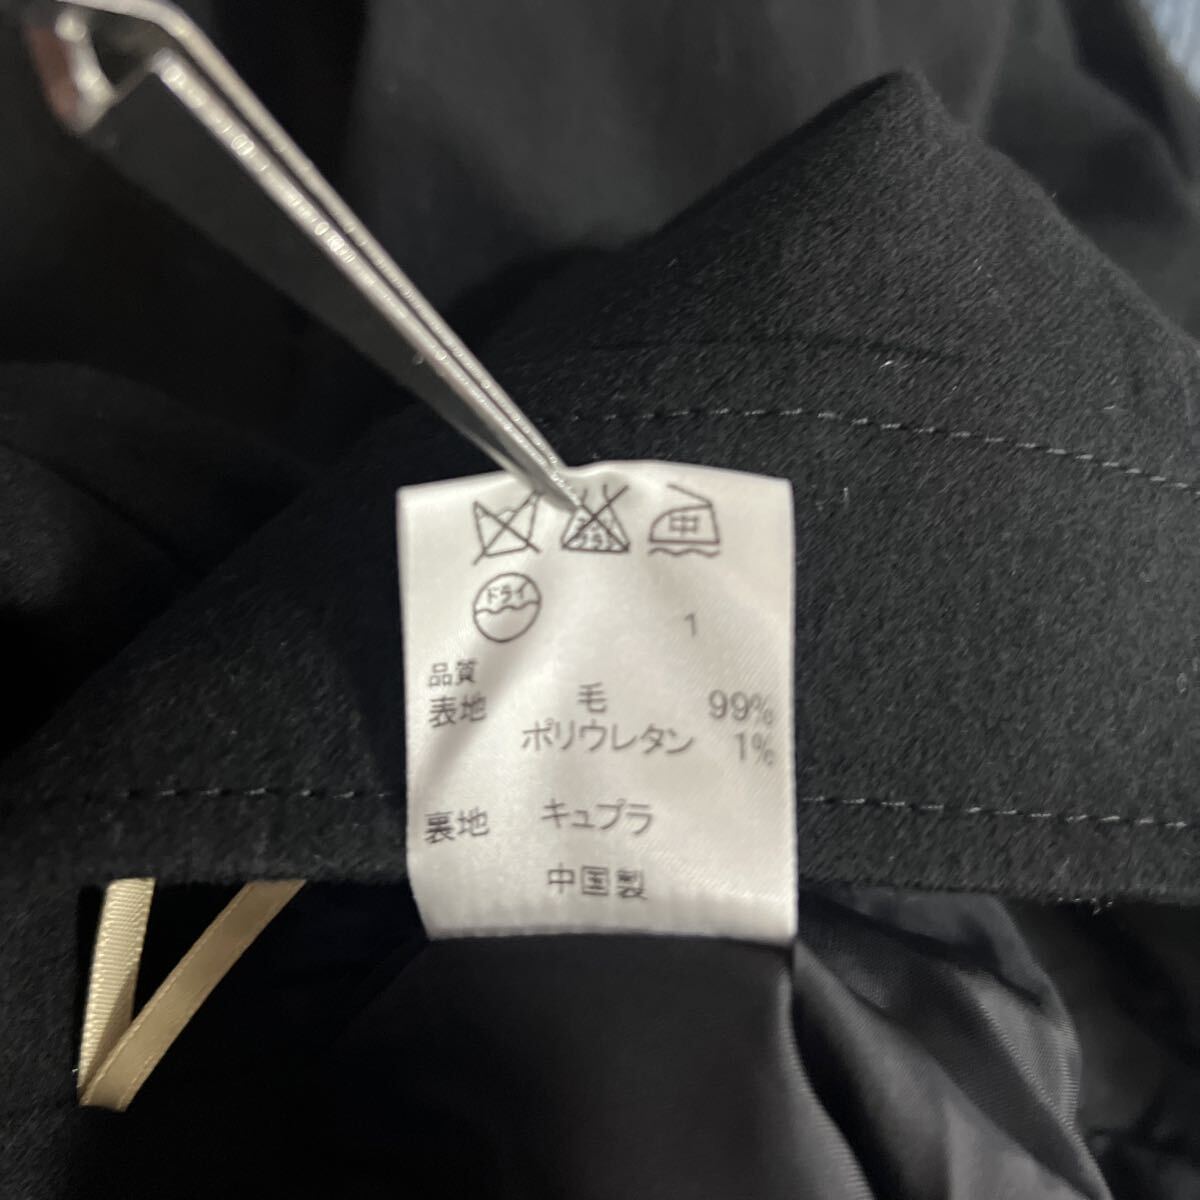 中
ドライ
1
品質
表地 毛 99%
ポリウレタン 1%
裏地 キュプラ
中国製